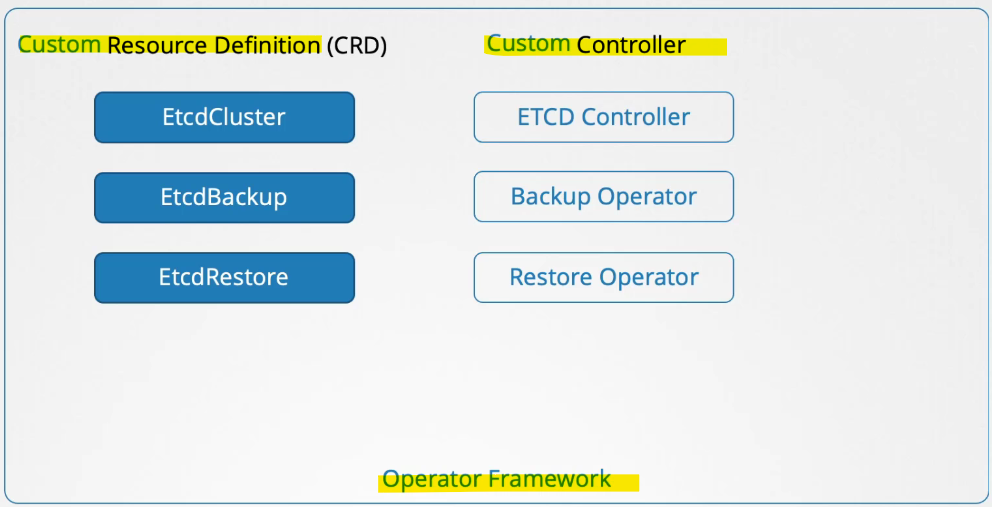 Custom Resource Definition (CRD)
Custom Controller
EtcdCluster
ETCD Controller
EtcdBackup
Backup Operator
EtcdRestore
Restore Operator
Operator Framework